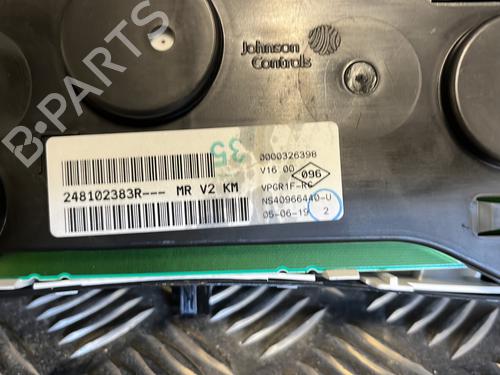 B-PARTS
Johnson
Controls
35
0000326398
V16 00
096
248102383R--- MR V2 KM
VPGR1F-RC
NS40966440-U
05-06-19 2